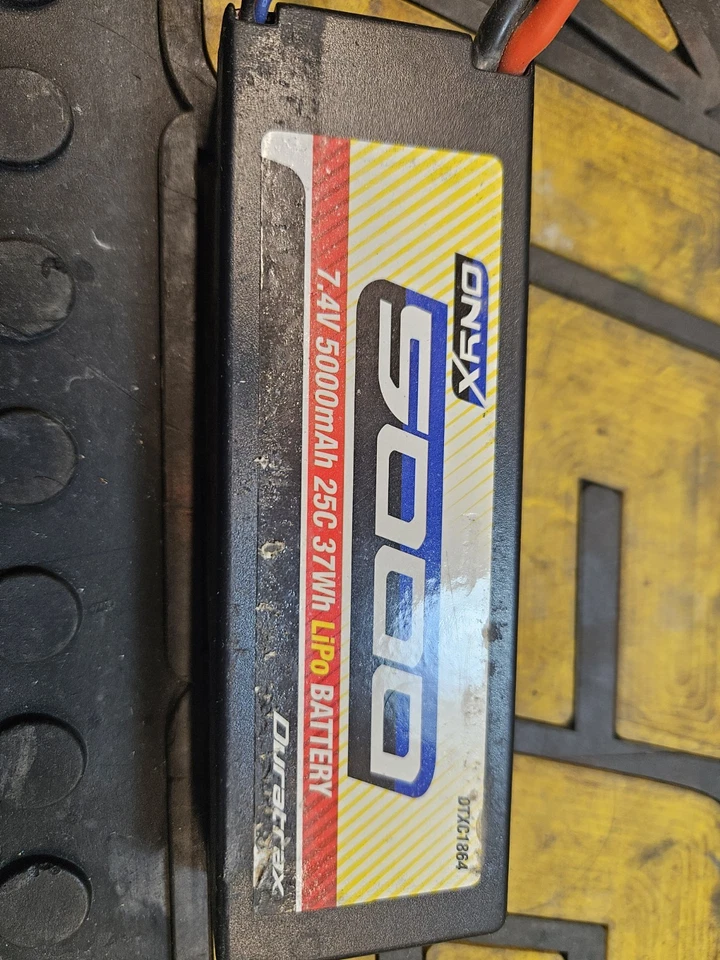 ONYX
5000
7.4V 5000mAh 25C 37Wh LiPo BATTERY
Duratrax
DTXC1864